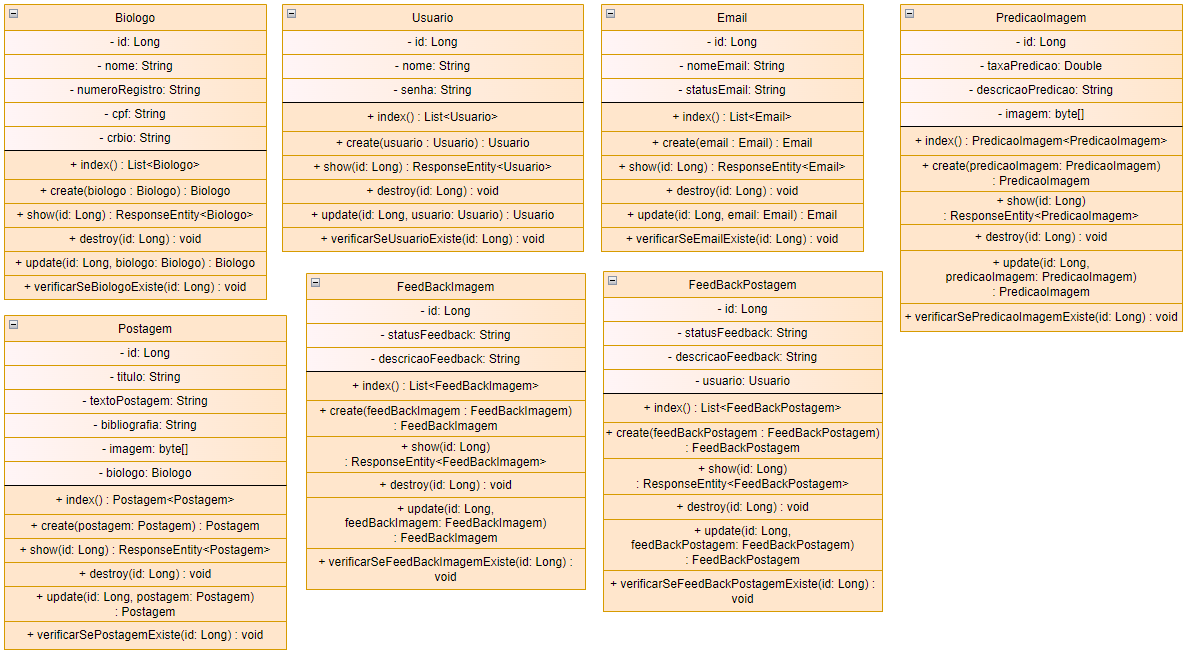 Biologo
- id: Long
- nome: String
- numeroRegistro: String
- cpf: String
- crbio: String
+ index() : List<Biologo>
+ create(biologo : Biologo) : Biologo
+ show(id: Long) : ResponseEntity<Biologo>
+ destroy(id: Long) : void
+ update(id: Long, biologo: Biologo) : Biologo
+ verificarSeBiologoExiste(id: Long) : void
Usuario
- id: Long
- nome: String
- senha: String
+ index() : List<Usuario>
+ create(usuario : Usuario) : Usuario
+ show(id: Long) : ResponseEntity<Usuario>
+ destroy(id: Long) : void
+ update(id: Long, usuario: Usuario) : Usuario
+ verificarSeUsuarioExiste(id: Long) : void
Email
- id: Long
- nomeEmail: String
- statusEmail: String
+ index() : List<Email>
+ create(email : Email) : Email
+ show(id: Long) : ResponseEntity<Email>
+ destroy(id: Long) : void
+ update(id: Long, email: Email) : Email
+ verificarSeEmailExiste(id: Long) : void
PredicaoImagem
- id: Long
- taxaPredicao: Double
- descricaoPredicao: String
- imagem: byte[]
+ index() : PredicaoImagem<PredicaoImagem>
+ create(predicaoImagem: PredicaoImagem)
: PredicaoImagem
+ show(id: Long)
: ResponseEntity<PredicaoImagem>
+ destroy(id: Long) : void
+ update(id: Long,
predicaoImagem: PredicaoImagem)
: PredicaoImagem
+ verificarSePredicaoImagemExiste(id: Long) : void
Postagem
- id: Long
- titulo: String
- textoPostagem: String
- bibliografia: String
- imagem: byte[]
- biologo: Biologo
+ index() : Postagem<Postagem>
+ create(postagem: Postagem) : Postagem
+ show(id: Long) : ResponseEntity<Postagem>
+ destroy(id: Long) : void
+ update(id: Long, postagem: Postagem)
: Postagem
+ verificarSePostagemExiste(id: Long) : void
FeedBackImagem
- id: Long
- statusFeedback: String
- descricaoFeedback: String
+ index() : List<FeedBackImagem>
+ create(feedBackImagem : FeedBackImagem)
: FeedBackImagem
+ show(id: Long)
: ResponseEntity<FeedBackImagem>
+ destroy(id: Long) : void
+ update(id: Long,
feedBackImagem: FeedBackImagem)
: FeedBackImagem
+ verificarSeFeedBackImagemExiste(id: Long) :
void
FeedBackPostagem
- id: Long
- statusFeedback: String
- descricaoFeedback: String
- usuario: Usuario
+ index() : List<FeedBackPostagem>
+ create(feedBackPostagem : FeedBackPostagem)
: FeedBackPostagem
+ show(id: Long)
: ResponseEntity<FeedBackPostagem>
+ destroy(id: Long) : void
+ update(id: Long,
feedBackPostagem: FeedBackPostagem)
: FeedBackPostagem
+ verificarSeFeedBackPostagemExiste(id: Long) :
void